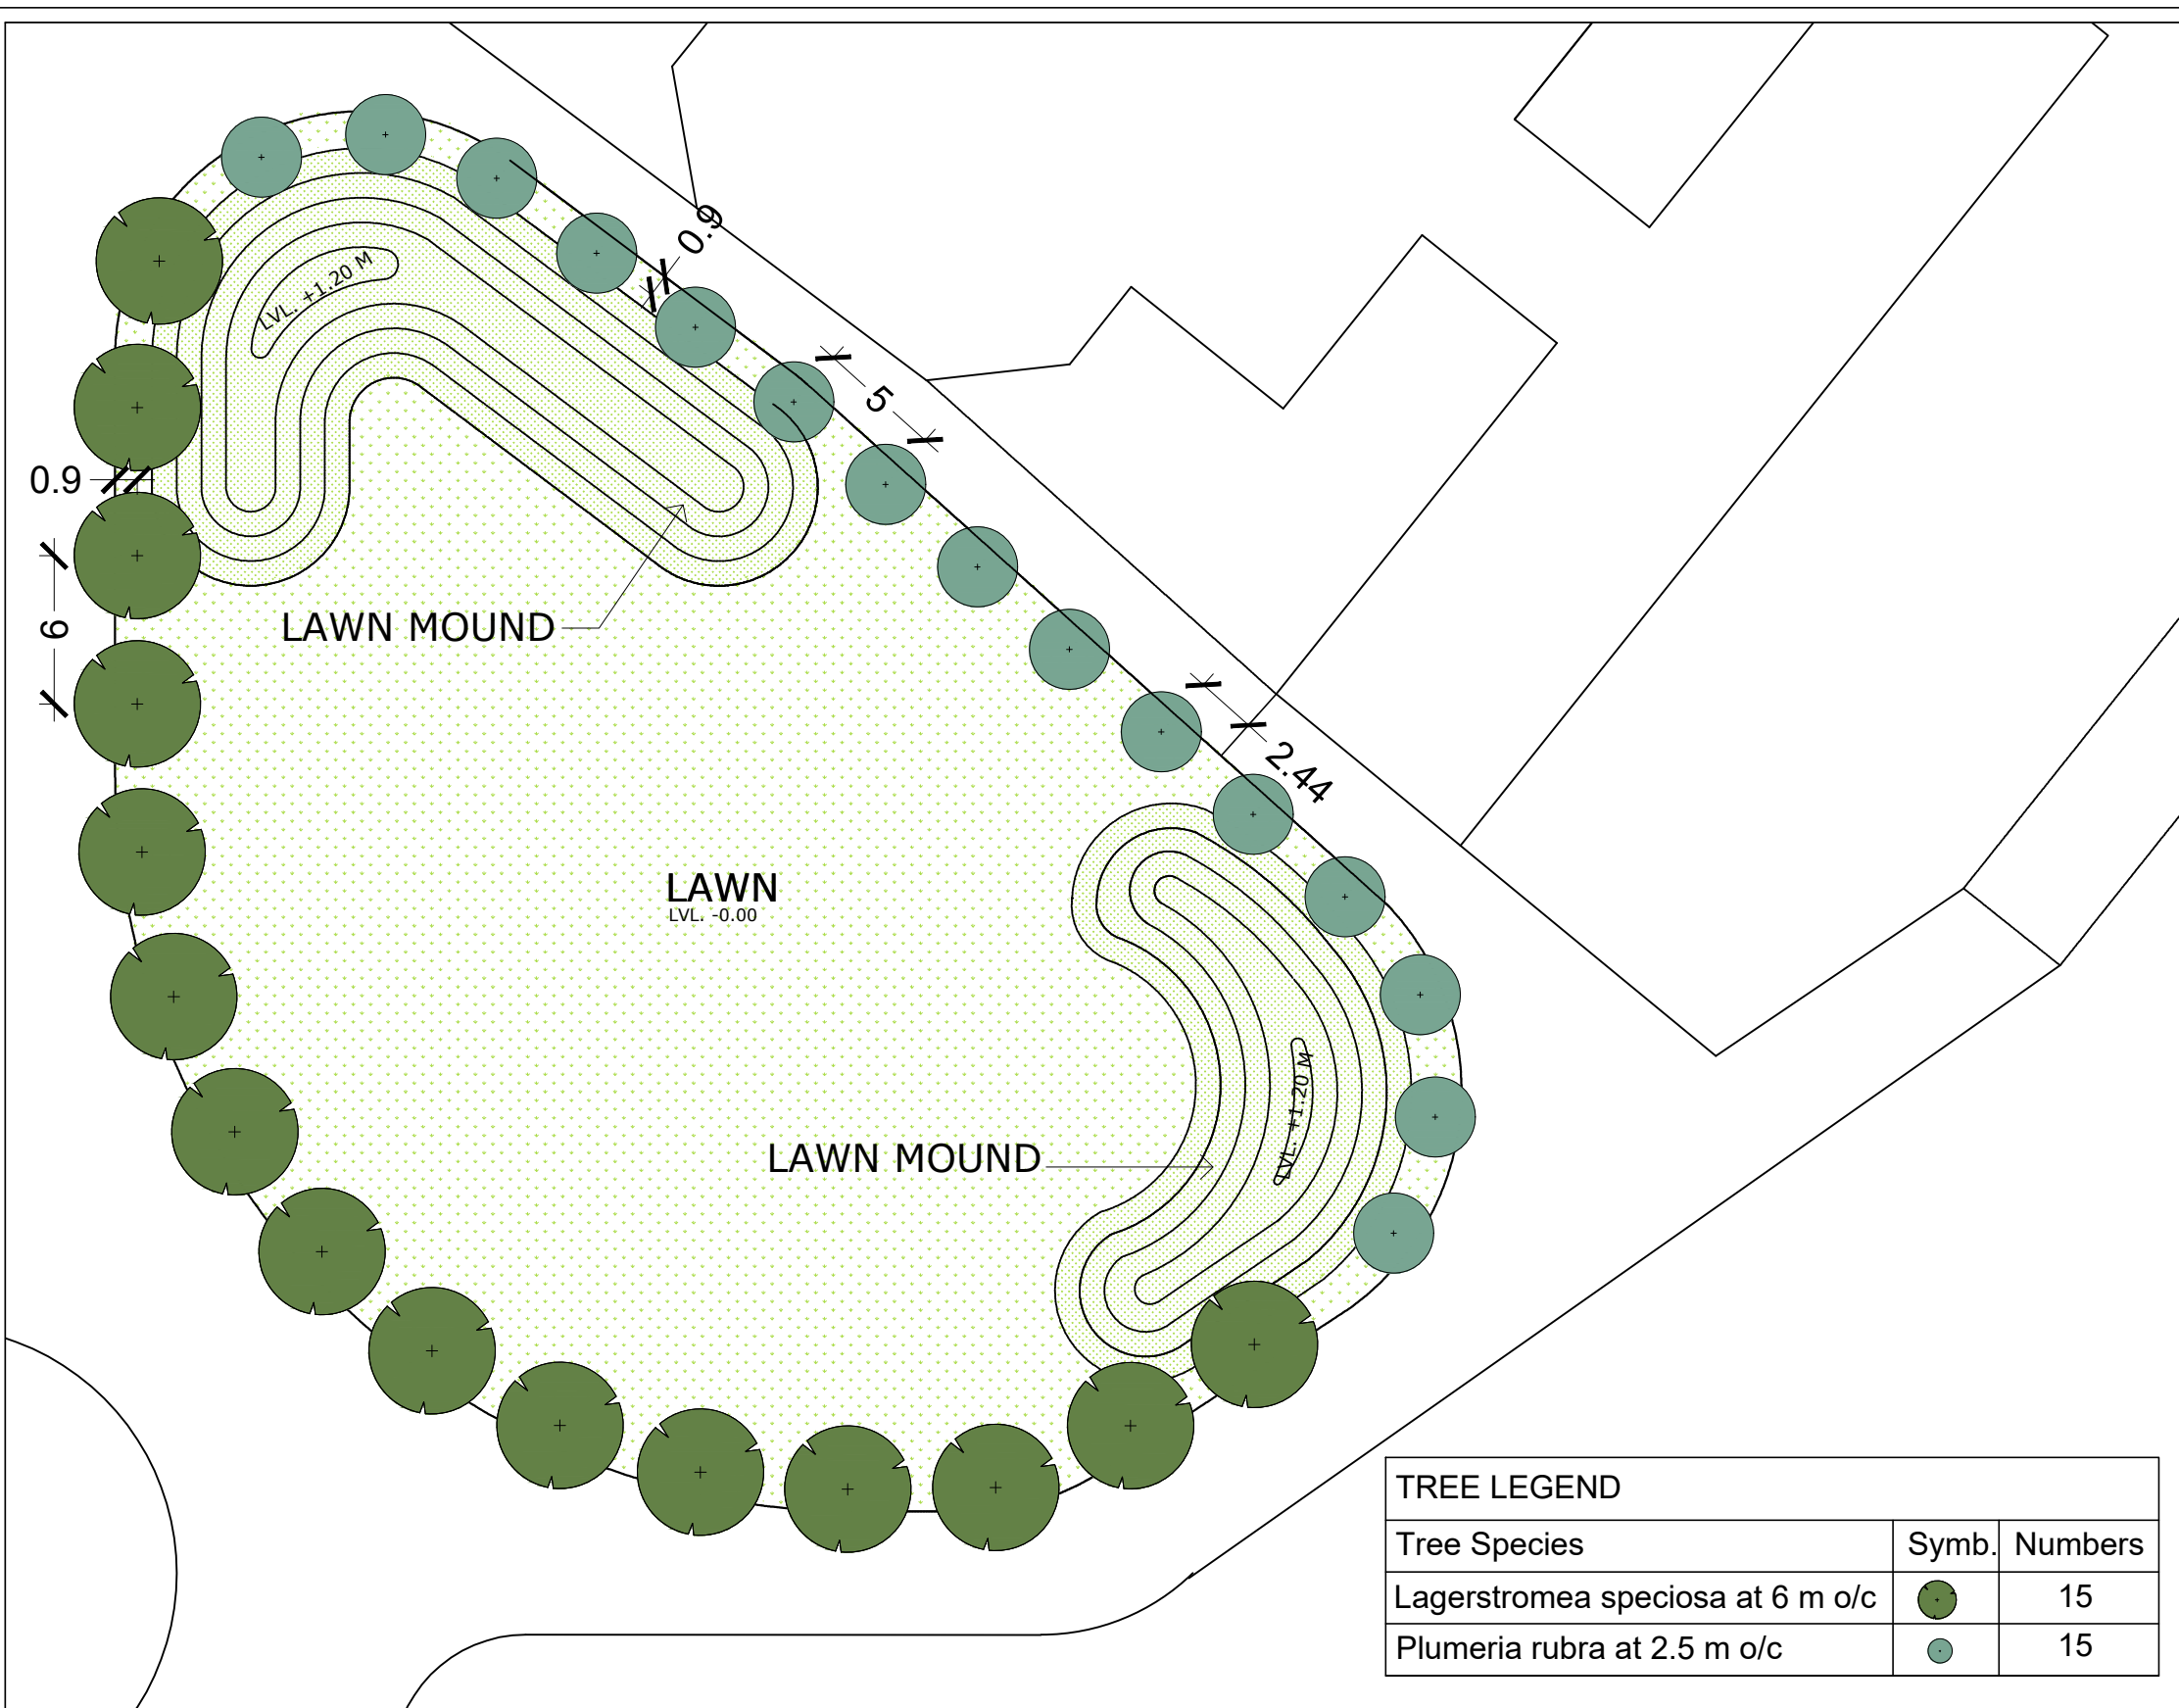 LVL. +1.20 M
0.9
5
0.9
6
LAWN MOUND
2.44
LAWN
LVL. -0.00
LVL. +1.20 M
LAWN MOUND
TREE LEGEND
Tree Species Symb. Numbers
Lagerstromea speciosa at 6 m o/c 15
Plumeria rubra at 2.5 m o/c 15